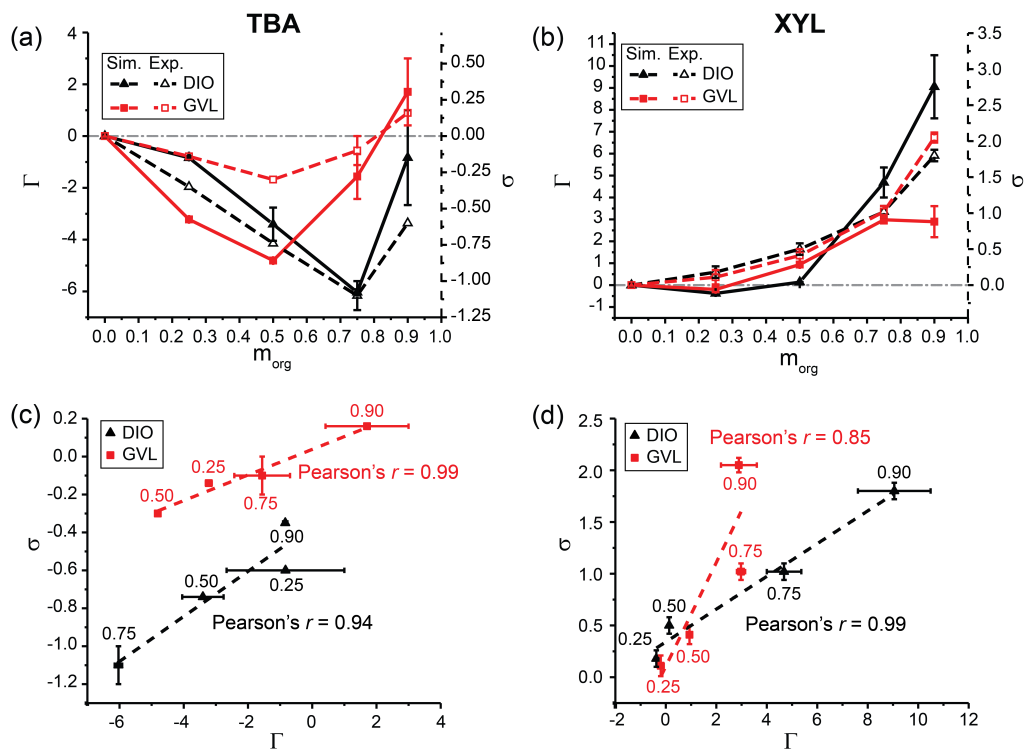 TBA
XYL
(a)
Sim. Exp.
DIO
GVL
4
2
0
-2
-4
-6
Γ
0.50
0.25
0.00
-0.25
-0.50
-0.75
-1.00
-1.25
σ
0.0 0.1 0.2 0.3 0.4 0.5 0.6 0.7 0.8 0.9 1.0
m_org
(b)
Sim. Exp.
DIO
GVL
11
10
9
8
7
6
5
4
3
2
1
0
-1
Γ
3.5
3.0
2.5
2.0
1.5
1.0
0.5
0.0
σ
0.0 0.1 0.2 0.3 0.4 0.5 0.6 0.7 0.8 0.9 1.0
m_org
(c)
DIO
GVL
0.2
0.0
-0.2
-0.4
-0.6
-0.8
-1.0
-1.2
σ
0.90
0.25
Pearson's r = 0.99
0.50
0.75
0.90
0.50
0.25
Pearson's r = 0.94
0.75
-6 -4 -2 0 2 4
Γ
(d)
DIO
GVL
2.5
2.0
1.5
1.0
0.5
0.0
σ
Pearson's r = 0.85
0.90
0.90
0.75
0.75
0.50
Pearson's r = 0.99
0.25
0.50
0.25
-2 0 2 4 6 8 10 12
Γ